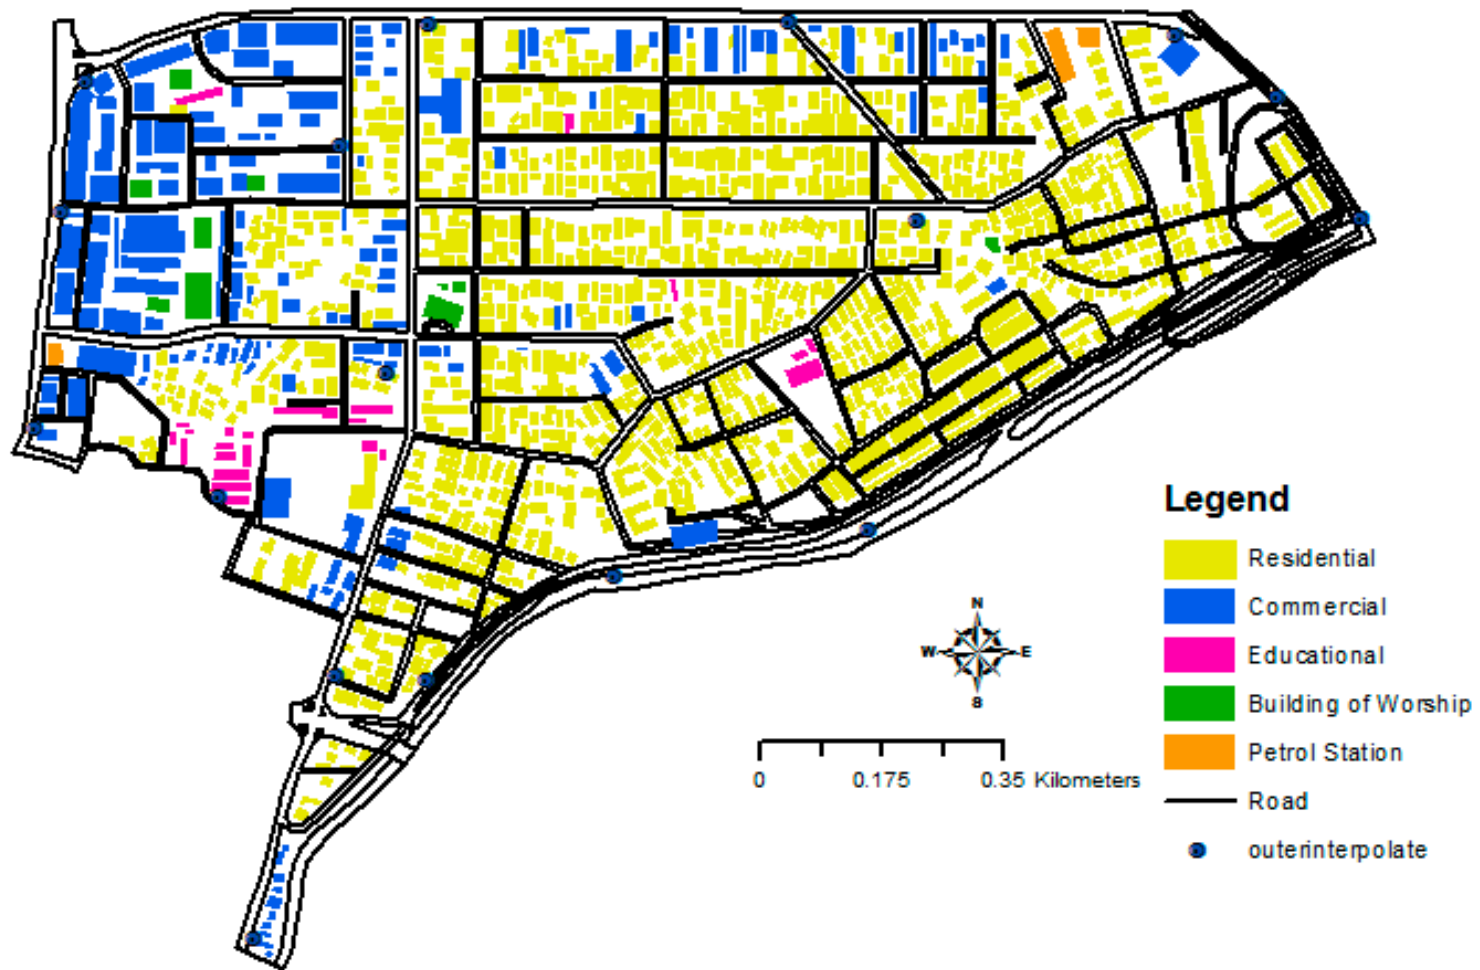 Legend
Residential
Commercial
Educational
Building of Worship
Petrol Station
Road
outerinterpolate
N
W E
S
0 0.175 0.35 Kilometers